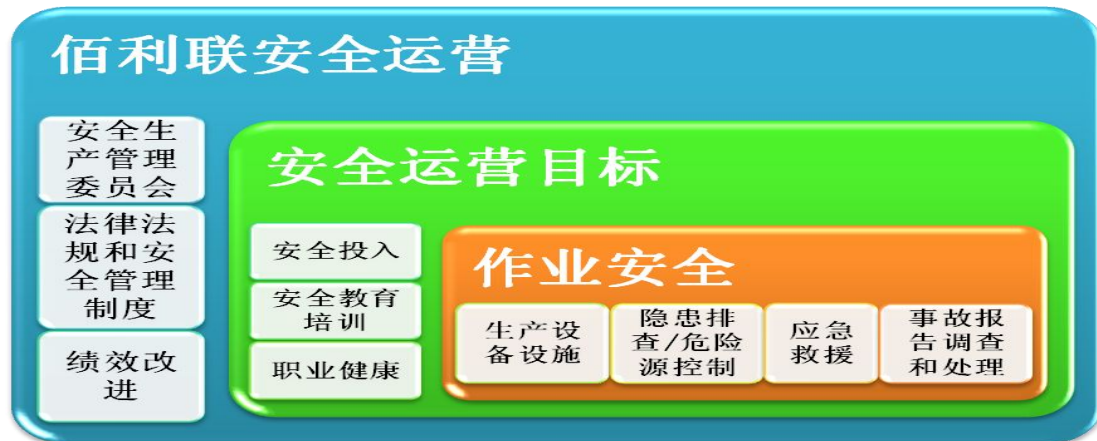 佰利联安全运营
安全生
产管理
委员会
法律法
规和安
全管理
制度
绩效改
进
安全运营目标
安全投入
安全教育
培训
职业健康
作业安全
生产设
备设施
隐患排
查/危险
源控制
应急
救援
事故报
告调查
和处理